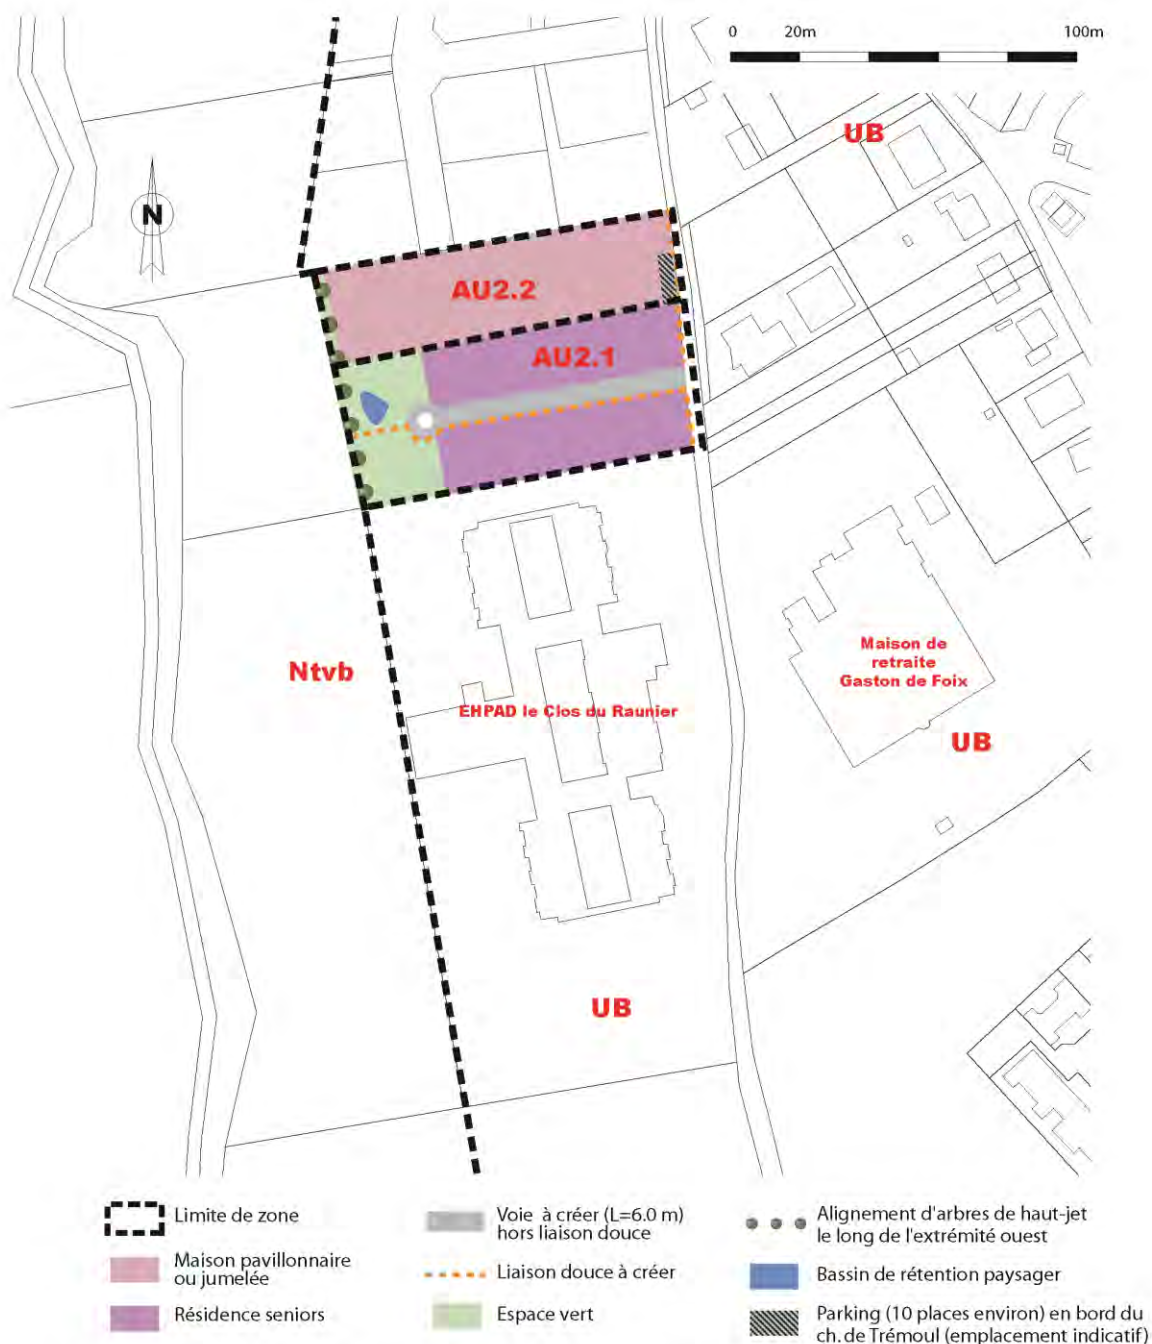 0 20m 100m
UB
N
AU2.2
AU2.1
Ntvb
Maison de
retraite
Gaston de Foix
EHPAD le Clos du Raunier
UB
UB
Limite de zone
Maison pavillonnaire
ou jumelée
Résidence seniors
Voie à créer (L=6.0 m)
hors liaison douce
Liaison douce à créer
Espace vert
Alignement d'arbres de haut-jet
le long de l'extrémité ouest
Bassin de rétention paysager
Parking (10 places environ) en bord du
ch. de Trémoul (emplacement indicatif)